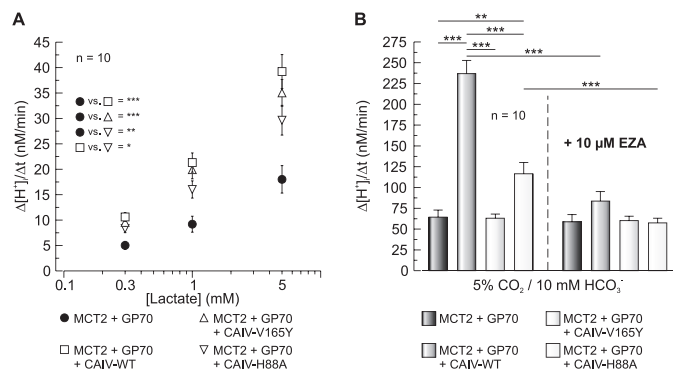 A
B
Δ[H⁺]/Δt (nM/min)
45
40
35
30
25
20
15
10
5
0
n = 10
● vs. □ = ***
● vs. △ = ***
● vs. ▽ = **
□ vs. ▽ = *
0.1
0.3
1
5
[Lactate] (mM)
● MCT2 + GP70
△ MCT2 + GP70
+ CAIV-V165Y
□ MCT2 + GP70
+ CAIV-WT
▽ MCT2 + GP70
+ CAIV-H88A
Δ[H⁺]/Δt (nM/min)
275
250
225
200
175
150
125
100
75
50
25
0
**
***
***
***
***
***
n = 10
+ 10 µM EZA
5% CO₂ / 10 mM HCO₃⁻
MCT2 + GP70
MCT2 + GP70
+ CAIV-V165Y
MCT2 + GP70
+ CAIV-WT
MCT2 + GP70
+ CAIV-H88A